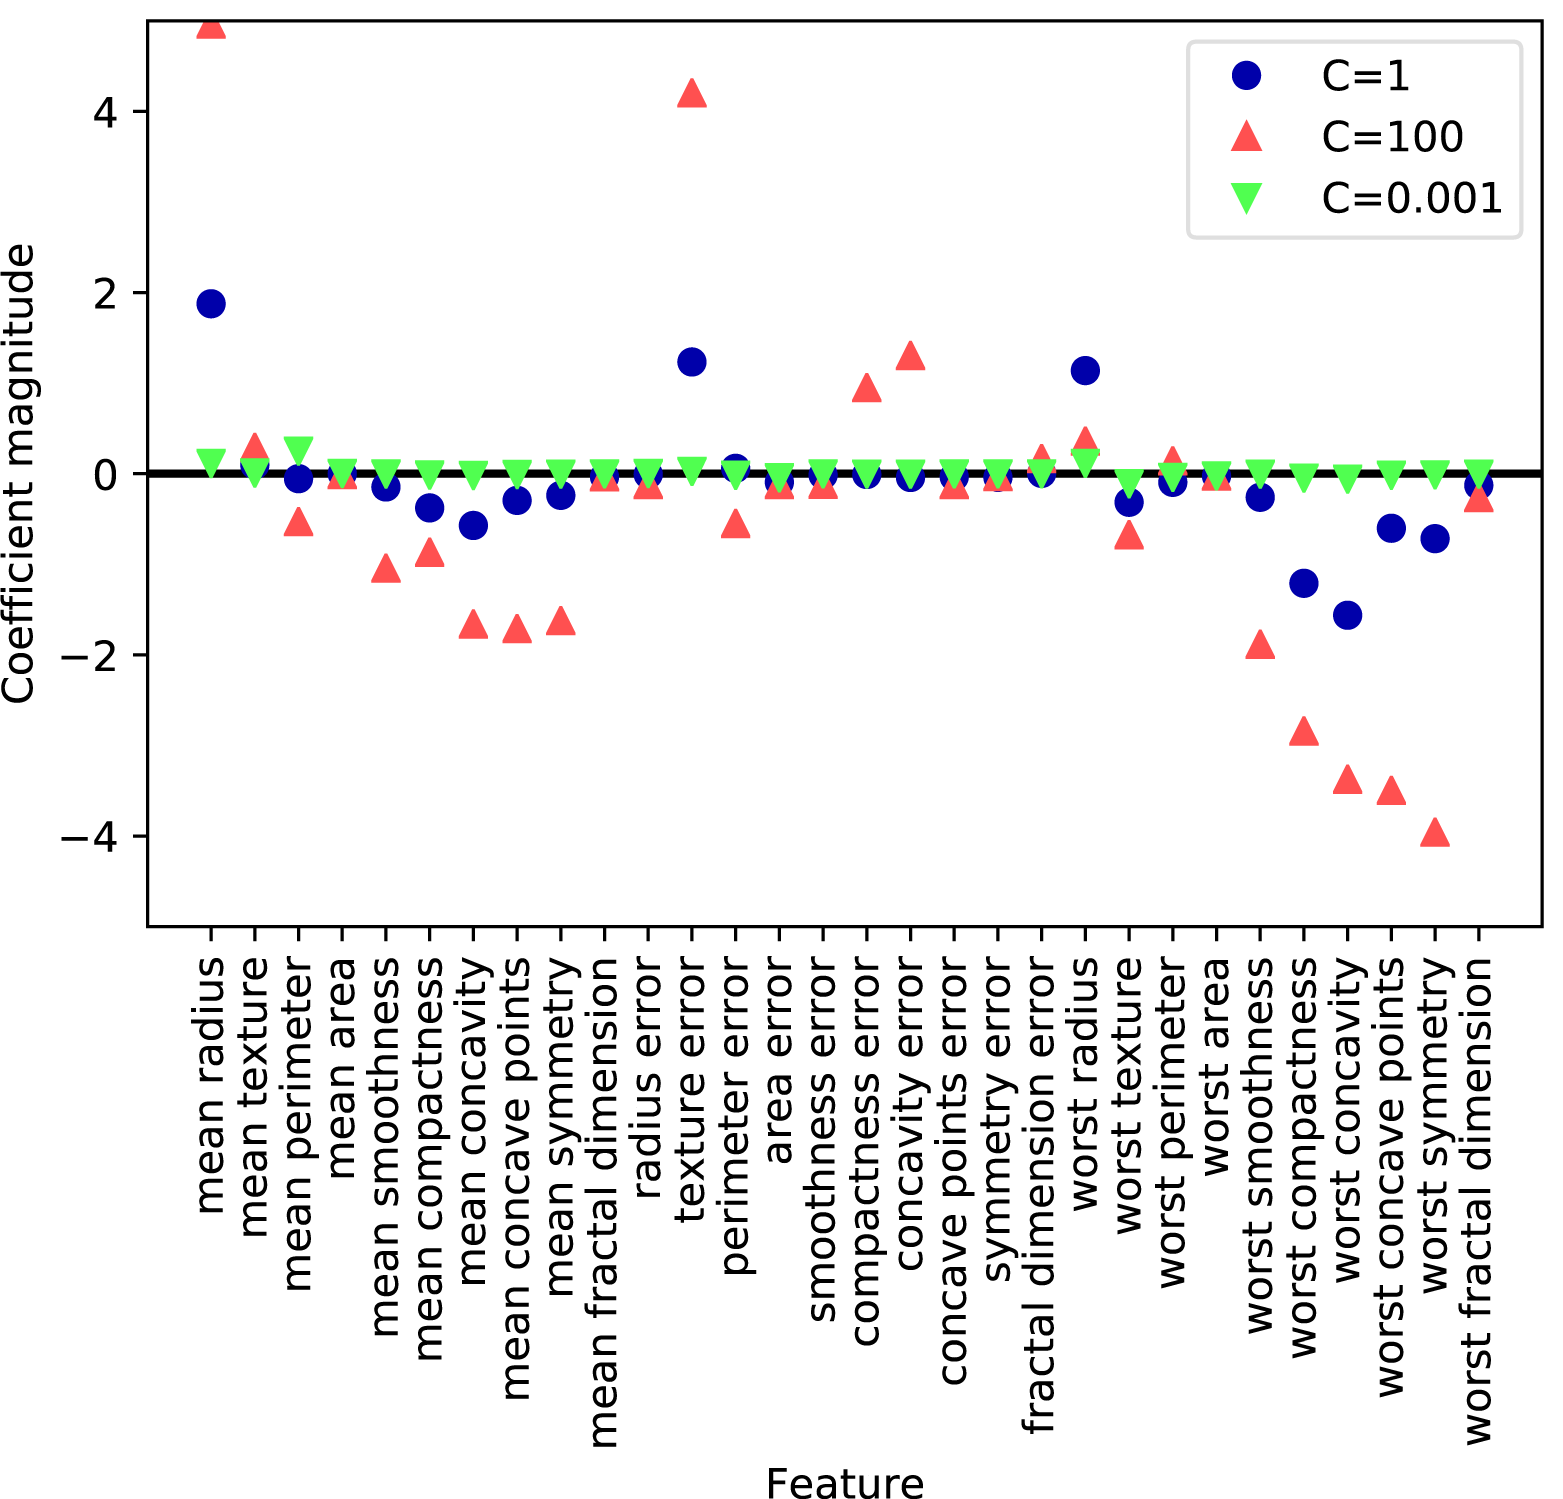 C=1
C=100
C=0.001
Coefficient magnitude
4
2
0
−2
−4
mean radius
mean texture
mean perimeter
mean area
mean smoothness
mean compactness
mean concavity
mean concave points
mean symmetry
mean fractal dimension
radius error
texture error
perimeter error
area error
smoothness error
compactness error
concavity error
concave points error
symmetry error
fractal dimension error
worst radius
worst texture
worst perimeter
worst area
worst smoothness
worst compactness
worst concavity
worst concave points
worst symmetry
worst fractal dimension
Feature